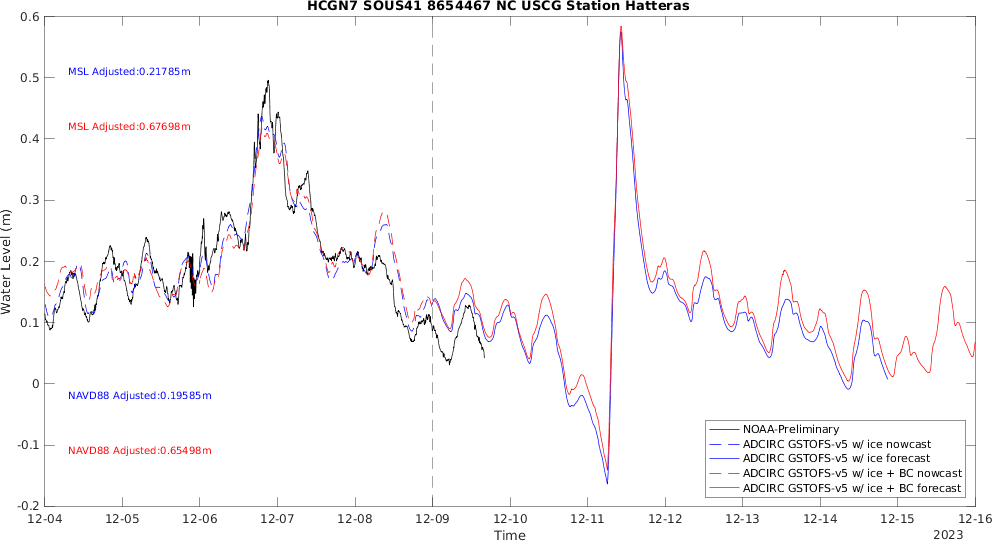 HCGN7 SOUS41 8654467 NC USCG Station Hatteras
0.6
0.5
0.4
0.3
0.2
0.1
0
-0.1
-0.2
Water Level (m)
MSL Adjusted:0.21785m
MSL Adjusted:0.67698m
NAVD88 Adjusted:0.19585m
NAVD88 Adjusted:0.65498m
NOAA-Preliminary
ADCIRC GSTOFS-v5 w/ ice nowcast
ADCIRC GSTOFS-v5 w/ ice forecast
ADCIRC GSTOFS-v5 w/ ice + BC nowcast
ADCIRC GSTOFS-v5 w/ ice + BC forecast
12-04 12-05 12-06 12-07 12-08 12-09 12-10 12-11 12-12 12-13 12-14 12-15 12-16
Time
2023